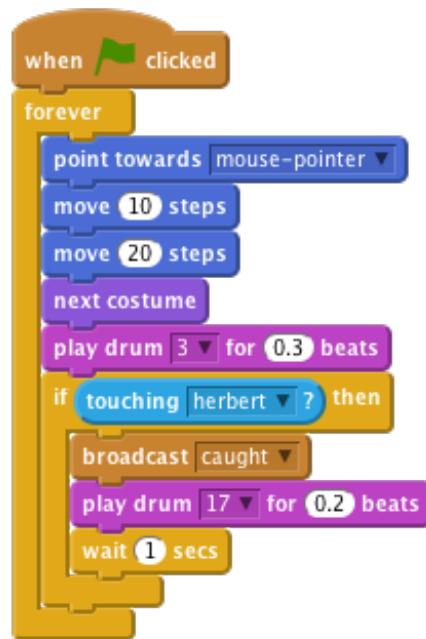 when clicked
forever
point towards mouse-pointer
move 10 steps
move 20 steps
next costume
play drum 3 for 0.3 beats
if touching herbert ? then
broadcast caught
play drum 17 for 0.2 beats
wait 1 secs